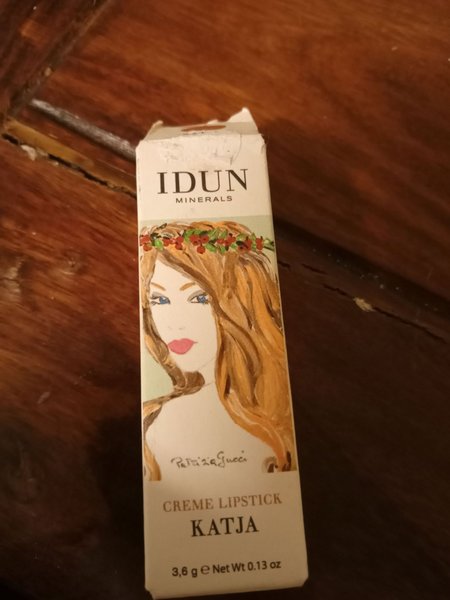 IDUN
MINERALS
Patrizia Gucci
CREME LIPSTICK
KATJA
3,6 g ℮ Net Wt 0.13 oz